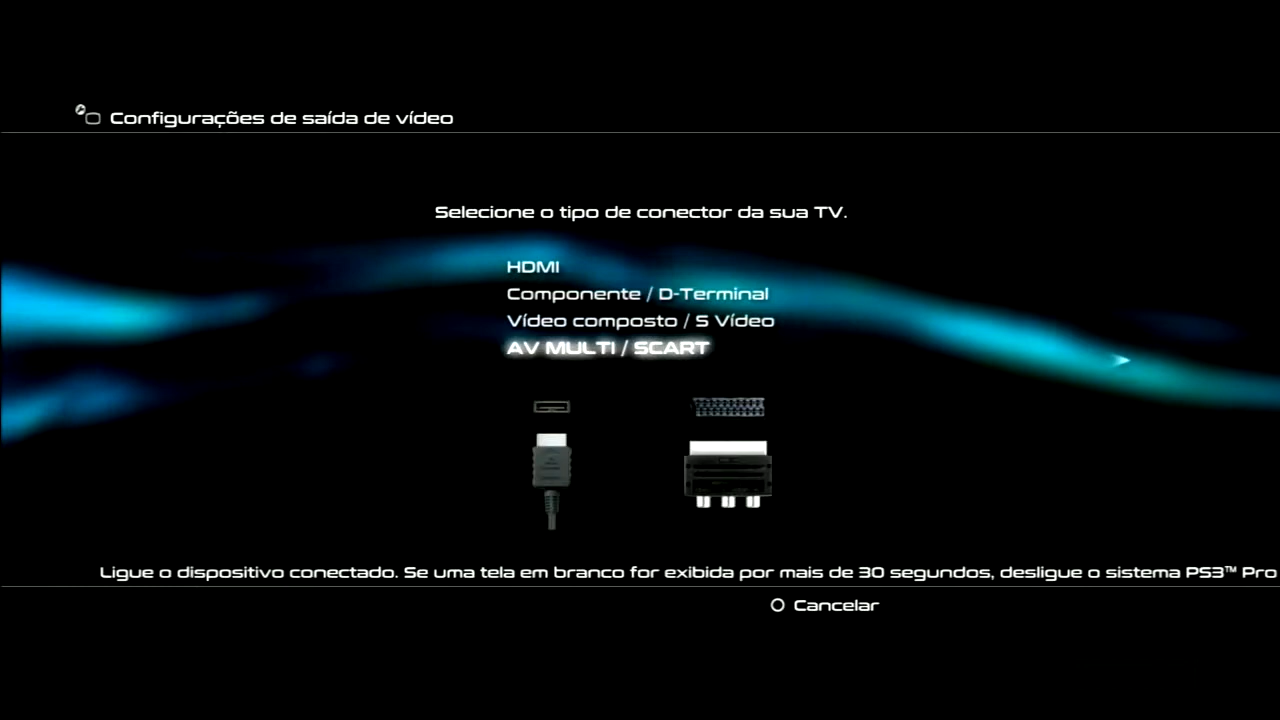 Configurações de saída de vídeo
Selecione o tipo de conector da sua TV.
HDMI
Componente / D-Terminal
Vídeo composto / S Vídeo
AV MULTI / SCART
Ligue o dispositivo conectado. Se uma tela em branco for exibida por mais de 30 segundos, desligue o sistema PS3™ Pro
Cancelar